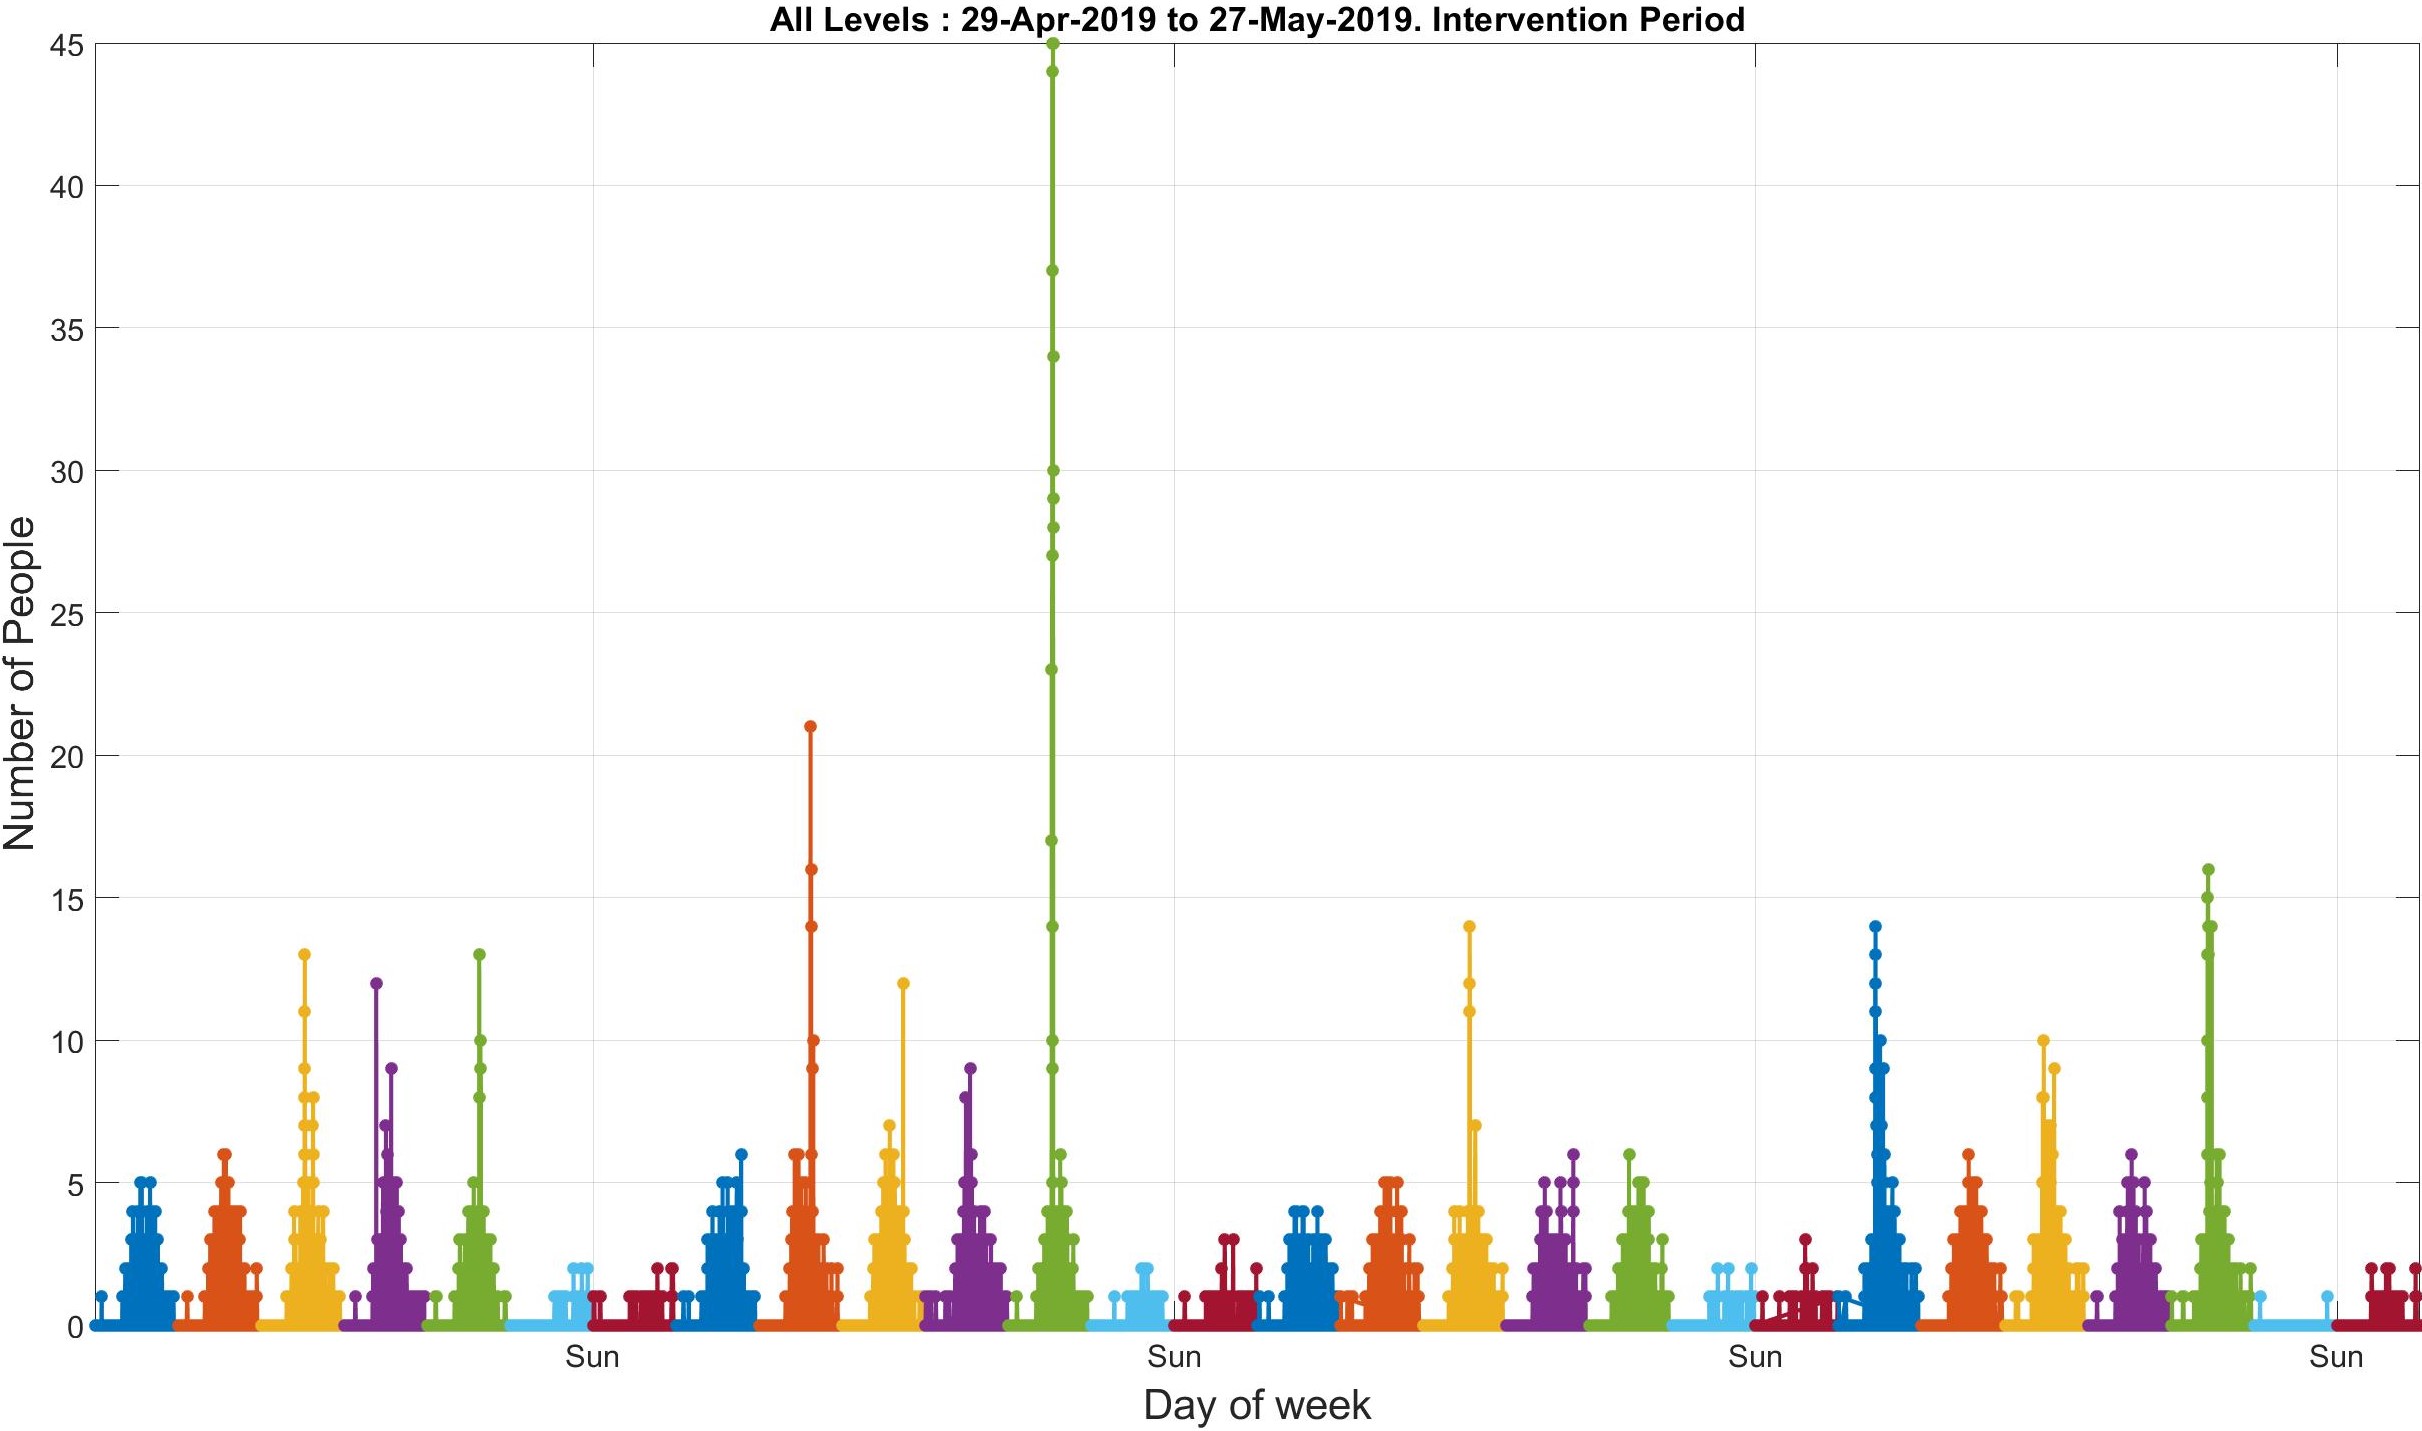 All Levels : 29-Apr-2019 to 27-May-2019. Intervention Period
45
40
35
30
25
20
15
10
5
0
Number of People
Sun Sun Sun Sun
Day of week